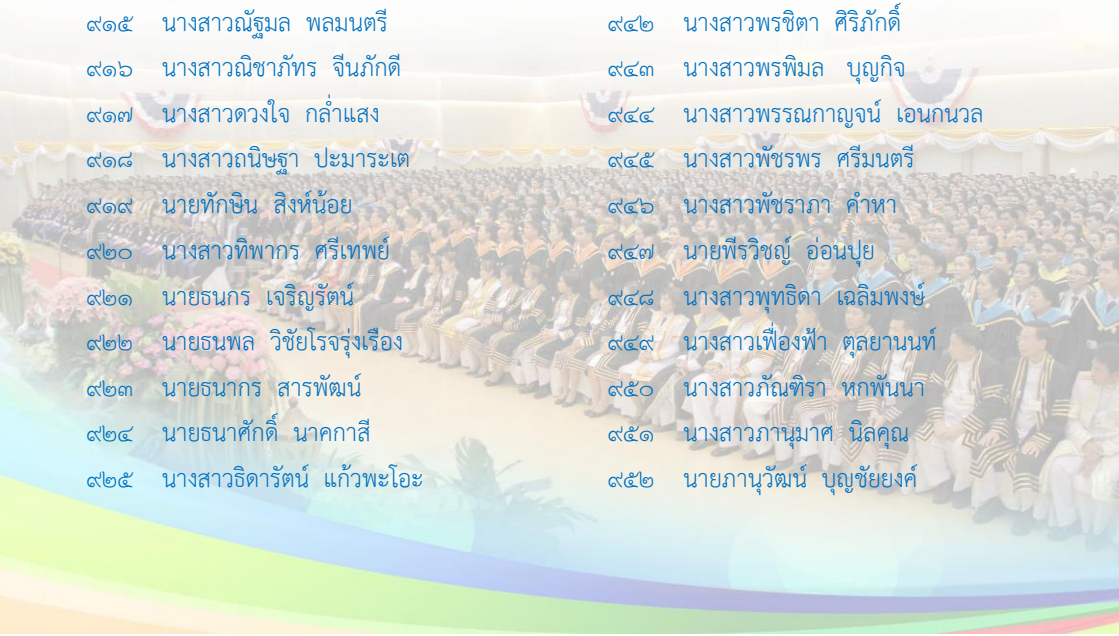 ๙๑๕ นางสาวณัฐมล พลมนตรี
๙๑๖ นางสาวณิชาภัทร จีนภักดี
๙๑๗ นางสาวดวงใจ กล่ำแสง
๙๑๘ นางสาวถนิษฐา ปะมาระเต
๙๑๙ นายทักษิน สิงห์น้อย
๙๒๐ นางสาวทิพากร ศรีเทพย์
๙๒๑ นายธนกร เจริญรัตน์
๙๒๒ นายธนพล วิชัยโรจรุ่งเรือง
๙๒๓ นายธนากร สารพัฒน์
๙๒๔ นายธนาศักดิ์ นาคกาสี
๙๒๕ นางสาวธิดารัตน์ แก้วพะโอะ
๙๔๒ นางสาวพรชิตา ศิริภักดิ์
๙๔๓ นางสาวพรพิมล บุญกิจ
๙๔๔ นางสาวพรรณกาญจน์ เอนกนวล
๙๔๕ นางสาวพัชรพร ศรีมนตรี
๙๔๖ นางสาวพัชราภา คำหา
๙๔๗ นายพีรวิชญ์ อ่อนปุย
๙๔๘ นางสาวพุทธิดา เฉลิมพงษ์
๙๔๙ นางสาวเฟื่องฟ้า ตุลยานนท์
๙๕๐ นางสาวภัณฑิรา หกพันนา
๙๕๑ นางสาวภานุมาศ นิลคุณ
๙๕๒ นายภานุวัฒน์ บุญชัยยงค์